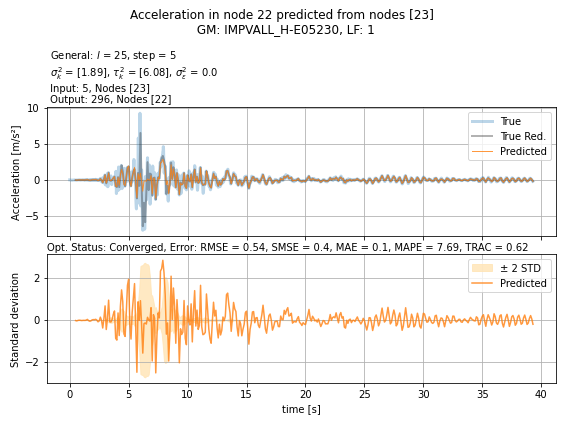 Acceleration in node 22 predicted from nodes [23]
GM: IMPVALL_H-E05230, LF: 1
General: l = 25, step = 5
σ²ₖ = [1.89], τ²ₖ = [6.08], σ²ε = 0.0
Input: 5, Nodes [23]
Output: 296, Nodes [22]
10
5
0
−5
Acceleration [m/s²]
True
True Red.
Predicted
Opt. Status: Converged, Error: RMSE = 0.54, SMSE = 0.4, MAE = 0.1, MAPE = 7.69, TRAC = 0.62
2
0
−2
Standard deviation
± 2 STD
Predicted
0 5 10 15 20 25 30 35 40
time [s]